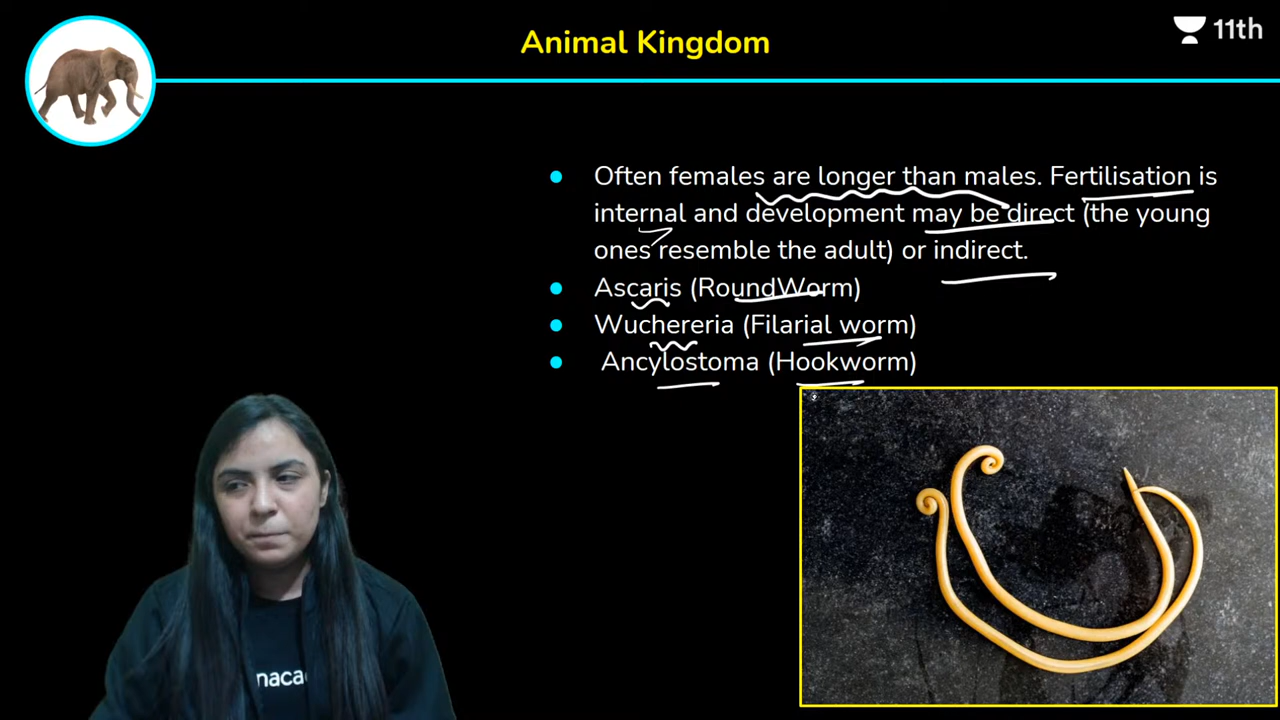 Animal Kingdom
11th
Often females are longer than males. Fertilisation is
internal and development may be direct (the young
ones resemble the adult) or indirect.
Ascaris (RoundWorm)
Wuchereria (Filarial worm)
Ancylostoma (Hookworm)
naca